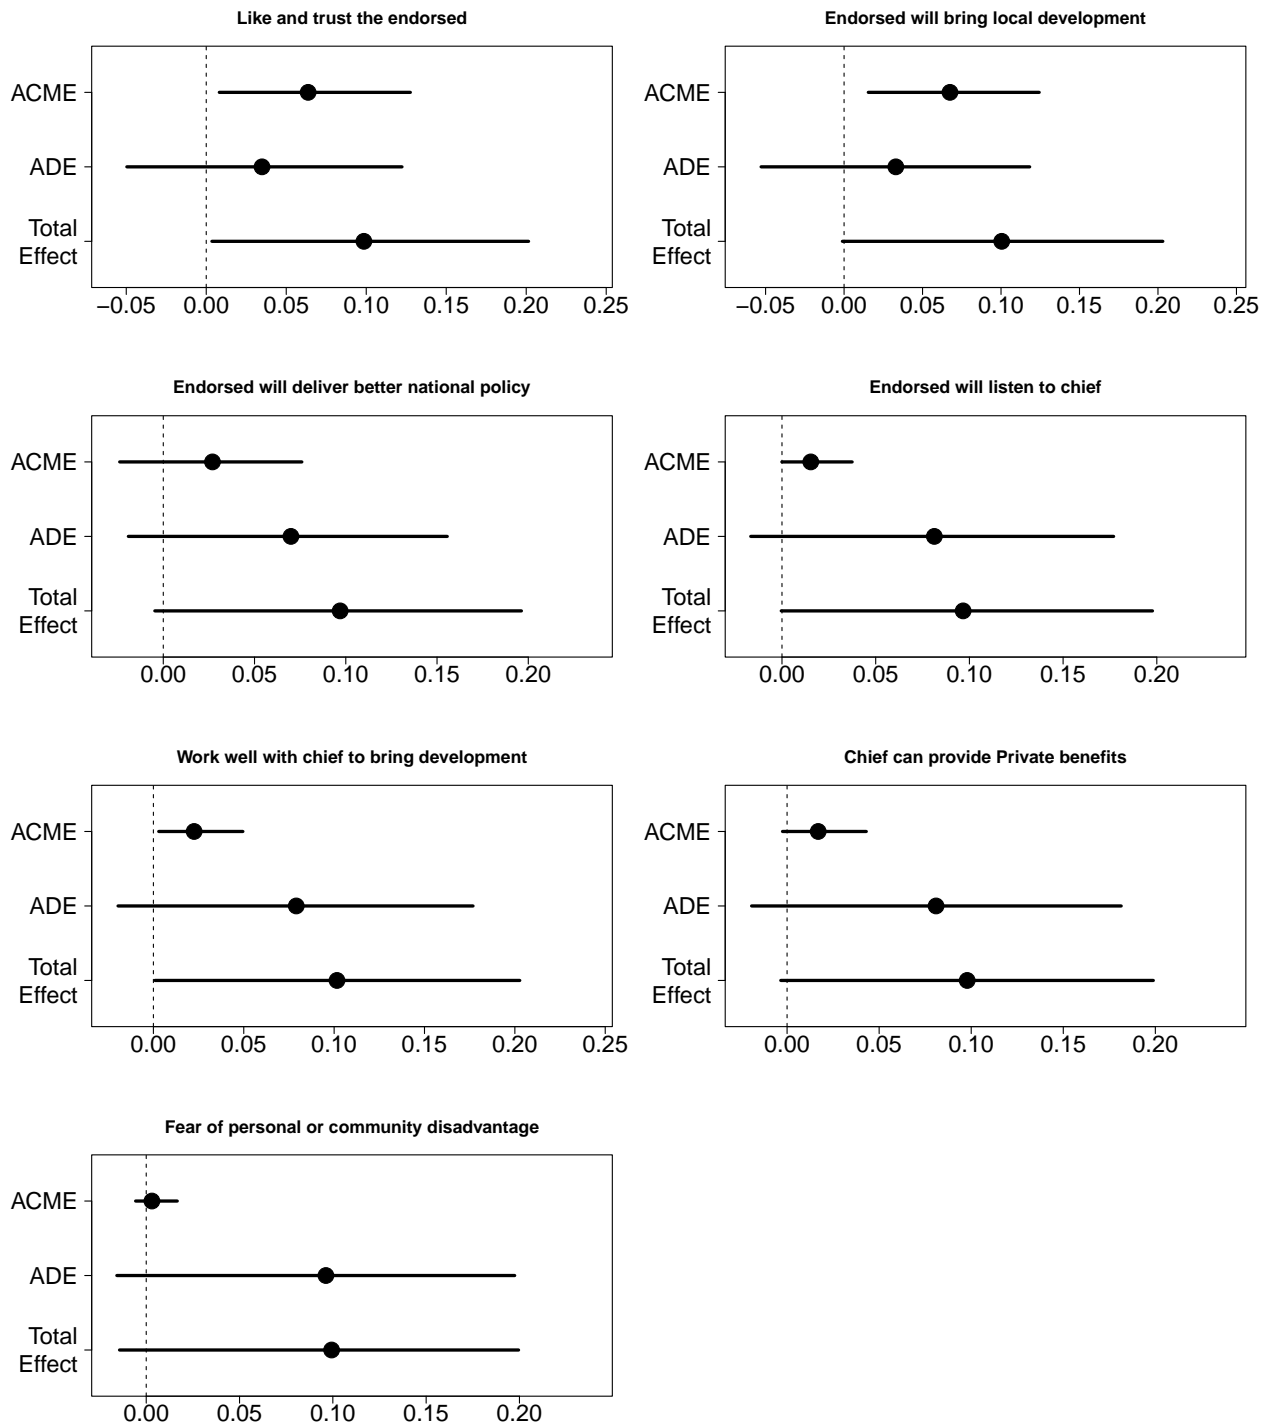 Like and trust the endorsed
ACME
ADE
Total
Effect
−0.05 0.00 0.05 0.10 0.15 0.20 0.25
Endorsed will bring local development
ACME
ADE
Total
Effect
−0.05 0.00 0.05 0.10 0.15 0.20 0.25
Endorsed will deliver better national policy
ACME
ADE
Total
Effect
0.00 0.05 0.10 0.15 0.20
Endorsed will listen to chief
ACME
ADE
Total
Effect
0.00 0.05 0.10 0.15 0.20
Work well with chief to bring development
ACME
ADE
Total
Effect
0.00 0.05 0.10 0.15 0.20 0.25
Chief can provide Private benefits
ACME
ADE
Total
Effect
0.00 0.05 0.10 0.15 0.20
Fear of personal or community disadvantage
ACME
ADE
Total
Effect
0.00 0.05 0.10 0.15 0.20